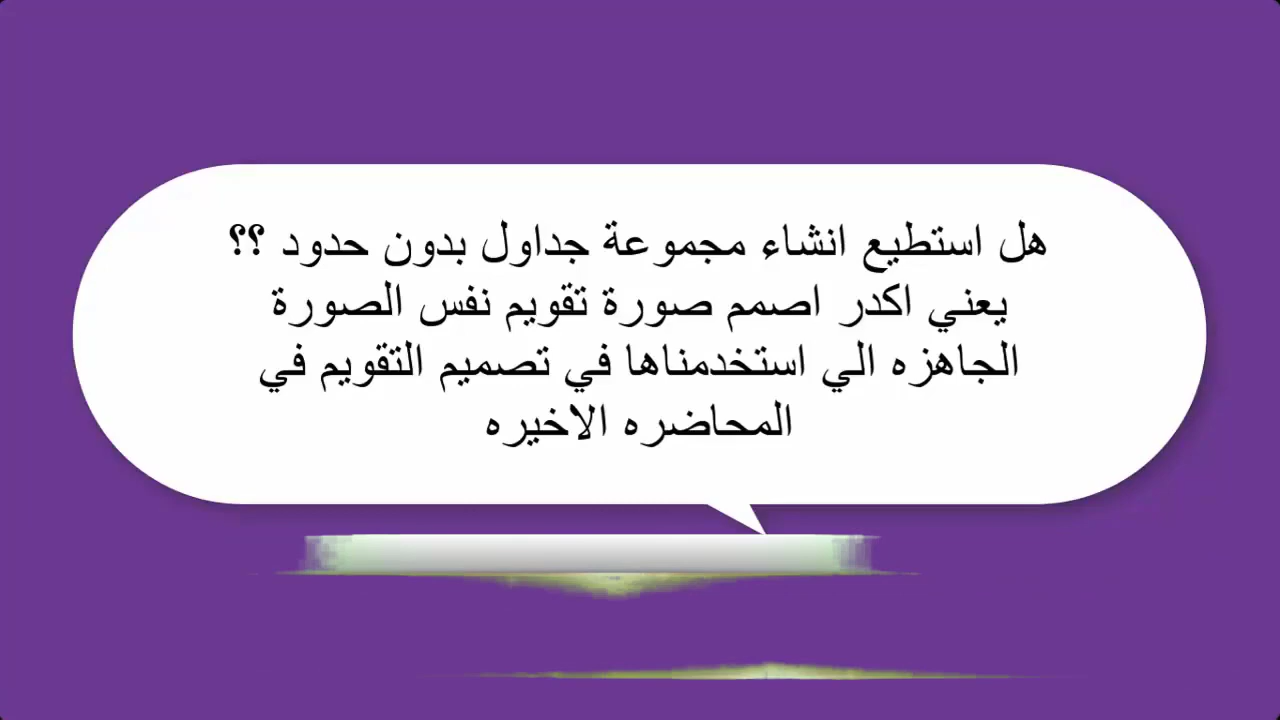 هل استطيع انشاء مجموعة جداول بدون حدود ؟؟
يعني اكدر اصمم صورة تقويم نفس الصورة
الجاهزه الي استخدمناها في تصميم التقويم في
المحاضره الاخيره